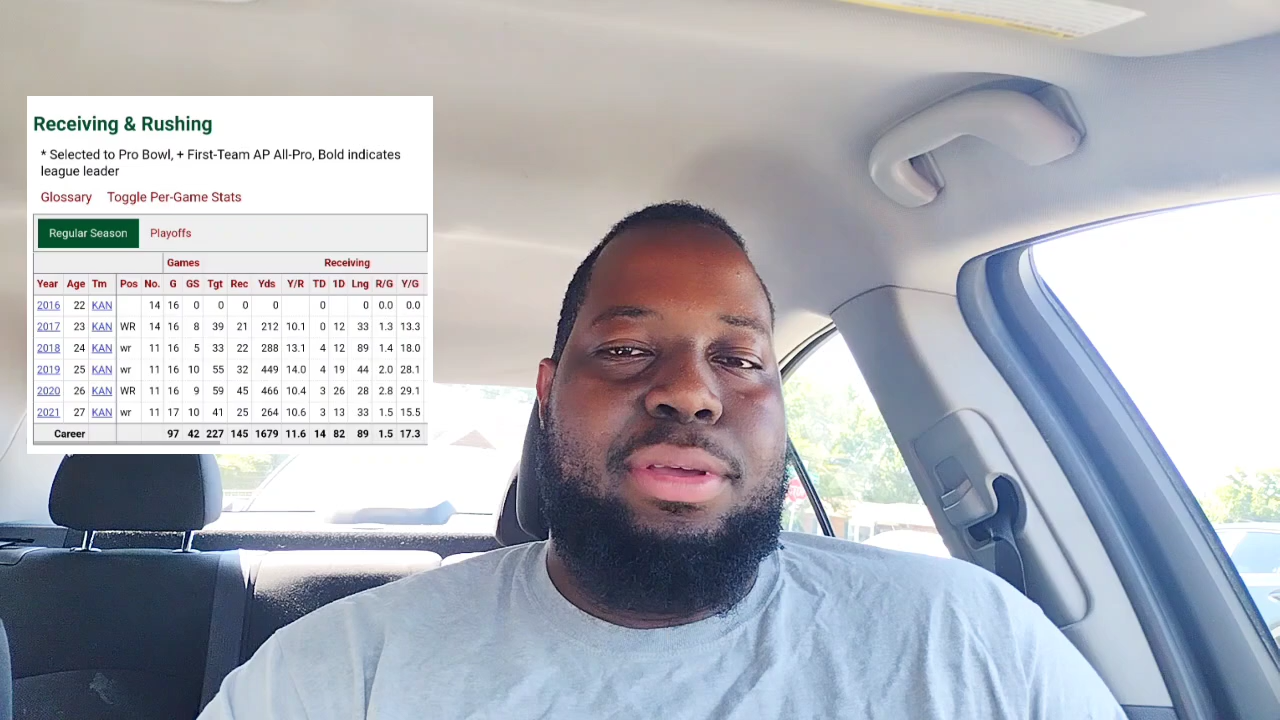 Receiving & Rushing
* Selected to Pro Bowl, + First-Team AP All-Pro, Bold indicates
league leader
Glossary Toggle Per-Game Stats
Regular Season Playoffs
Games Receiving
Year Age Tm Pos No. G GS Tgt Rec Yds Y/R TD 1D Lng R/G Y/G
2016 22 KAN 14 16 0 0 0 0 0 0 0.0 0.0
2017 23 KAN WR 14 16 8 39 21 212 10.1 0 12 33 1.3 13.3
2018 24 KAN wr 11 16 5 33 22 288 13.1 4 12 89 1.4 18.0
2019 25 KAN wr 11 16 10 55 32 449 14.0 4 19 44 2.0 28.1
2020 26 KAN WR 11 16 9 59 45 466 10.4 3 26 28 2.8 29.1
2021 27 KAN wr 11 17 10 41 25 264 10.6 3 13 33 1.5 15.5
Career 97 42 227 145 1679 11.6 14 82 89 1.5 17.3